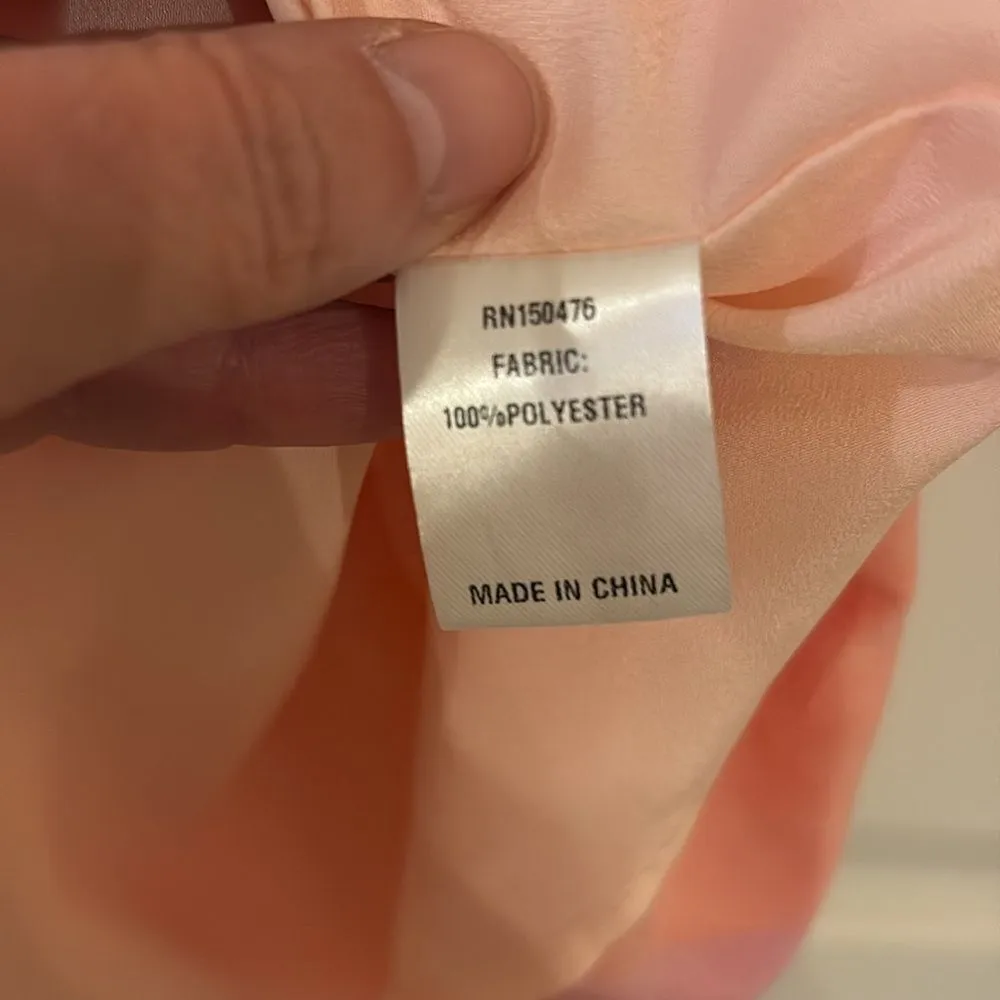 RN150476
FABRIC:
100%POLYESTER
MADE IN CHINA